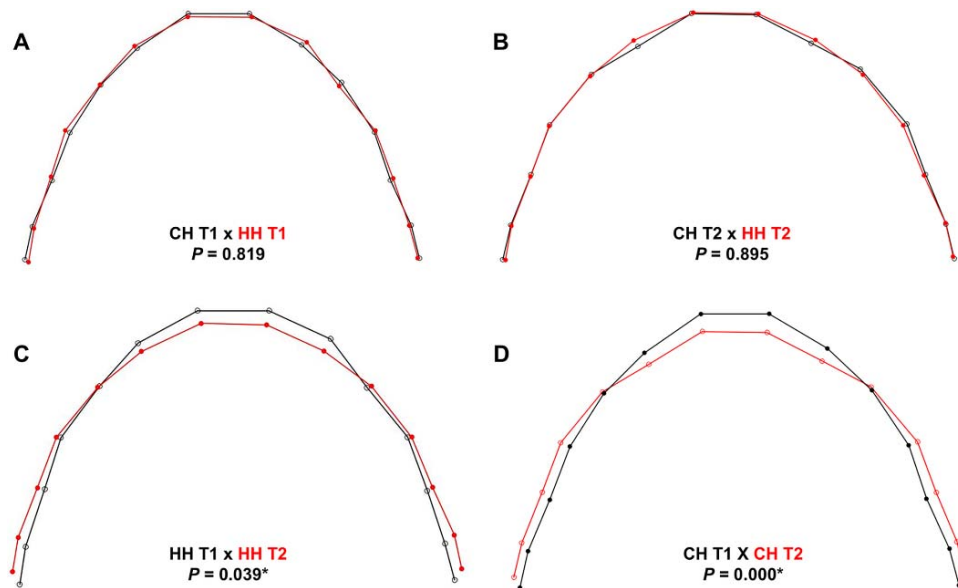 A
B
CH T1 x HH T1
P = 0.819
CH T2 x HH T2
P = 0.895
C
D
HH T1 x HH T2
P = 0.039*
CH T1 X CH T2
P = 0.000*